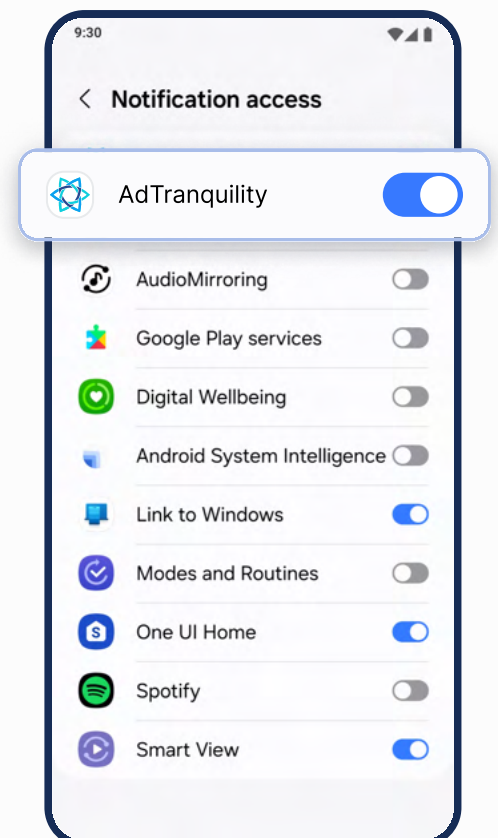 9:30
Notification access
AdTranquility
AudioMirroring
Google Play services
Digital Wellbeing
Android System Intelligence
Link to Windows
Modes and Routines
One UI Home
S
Spotify
Smart View